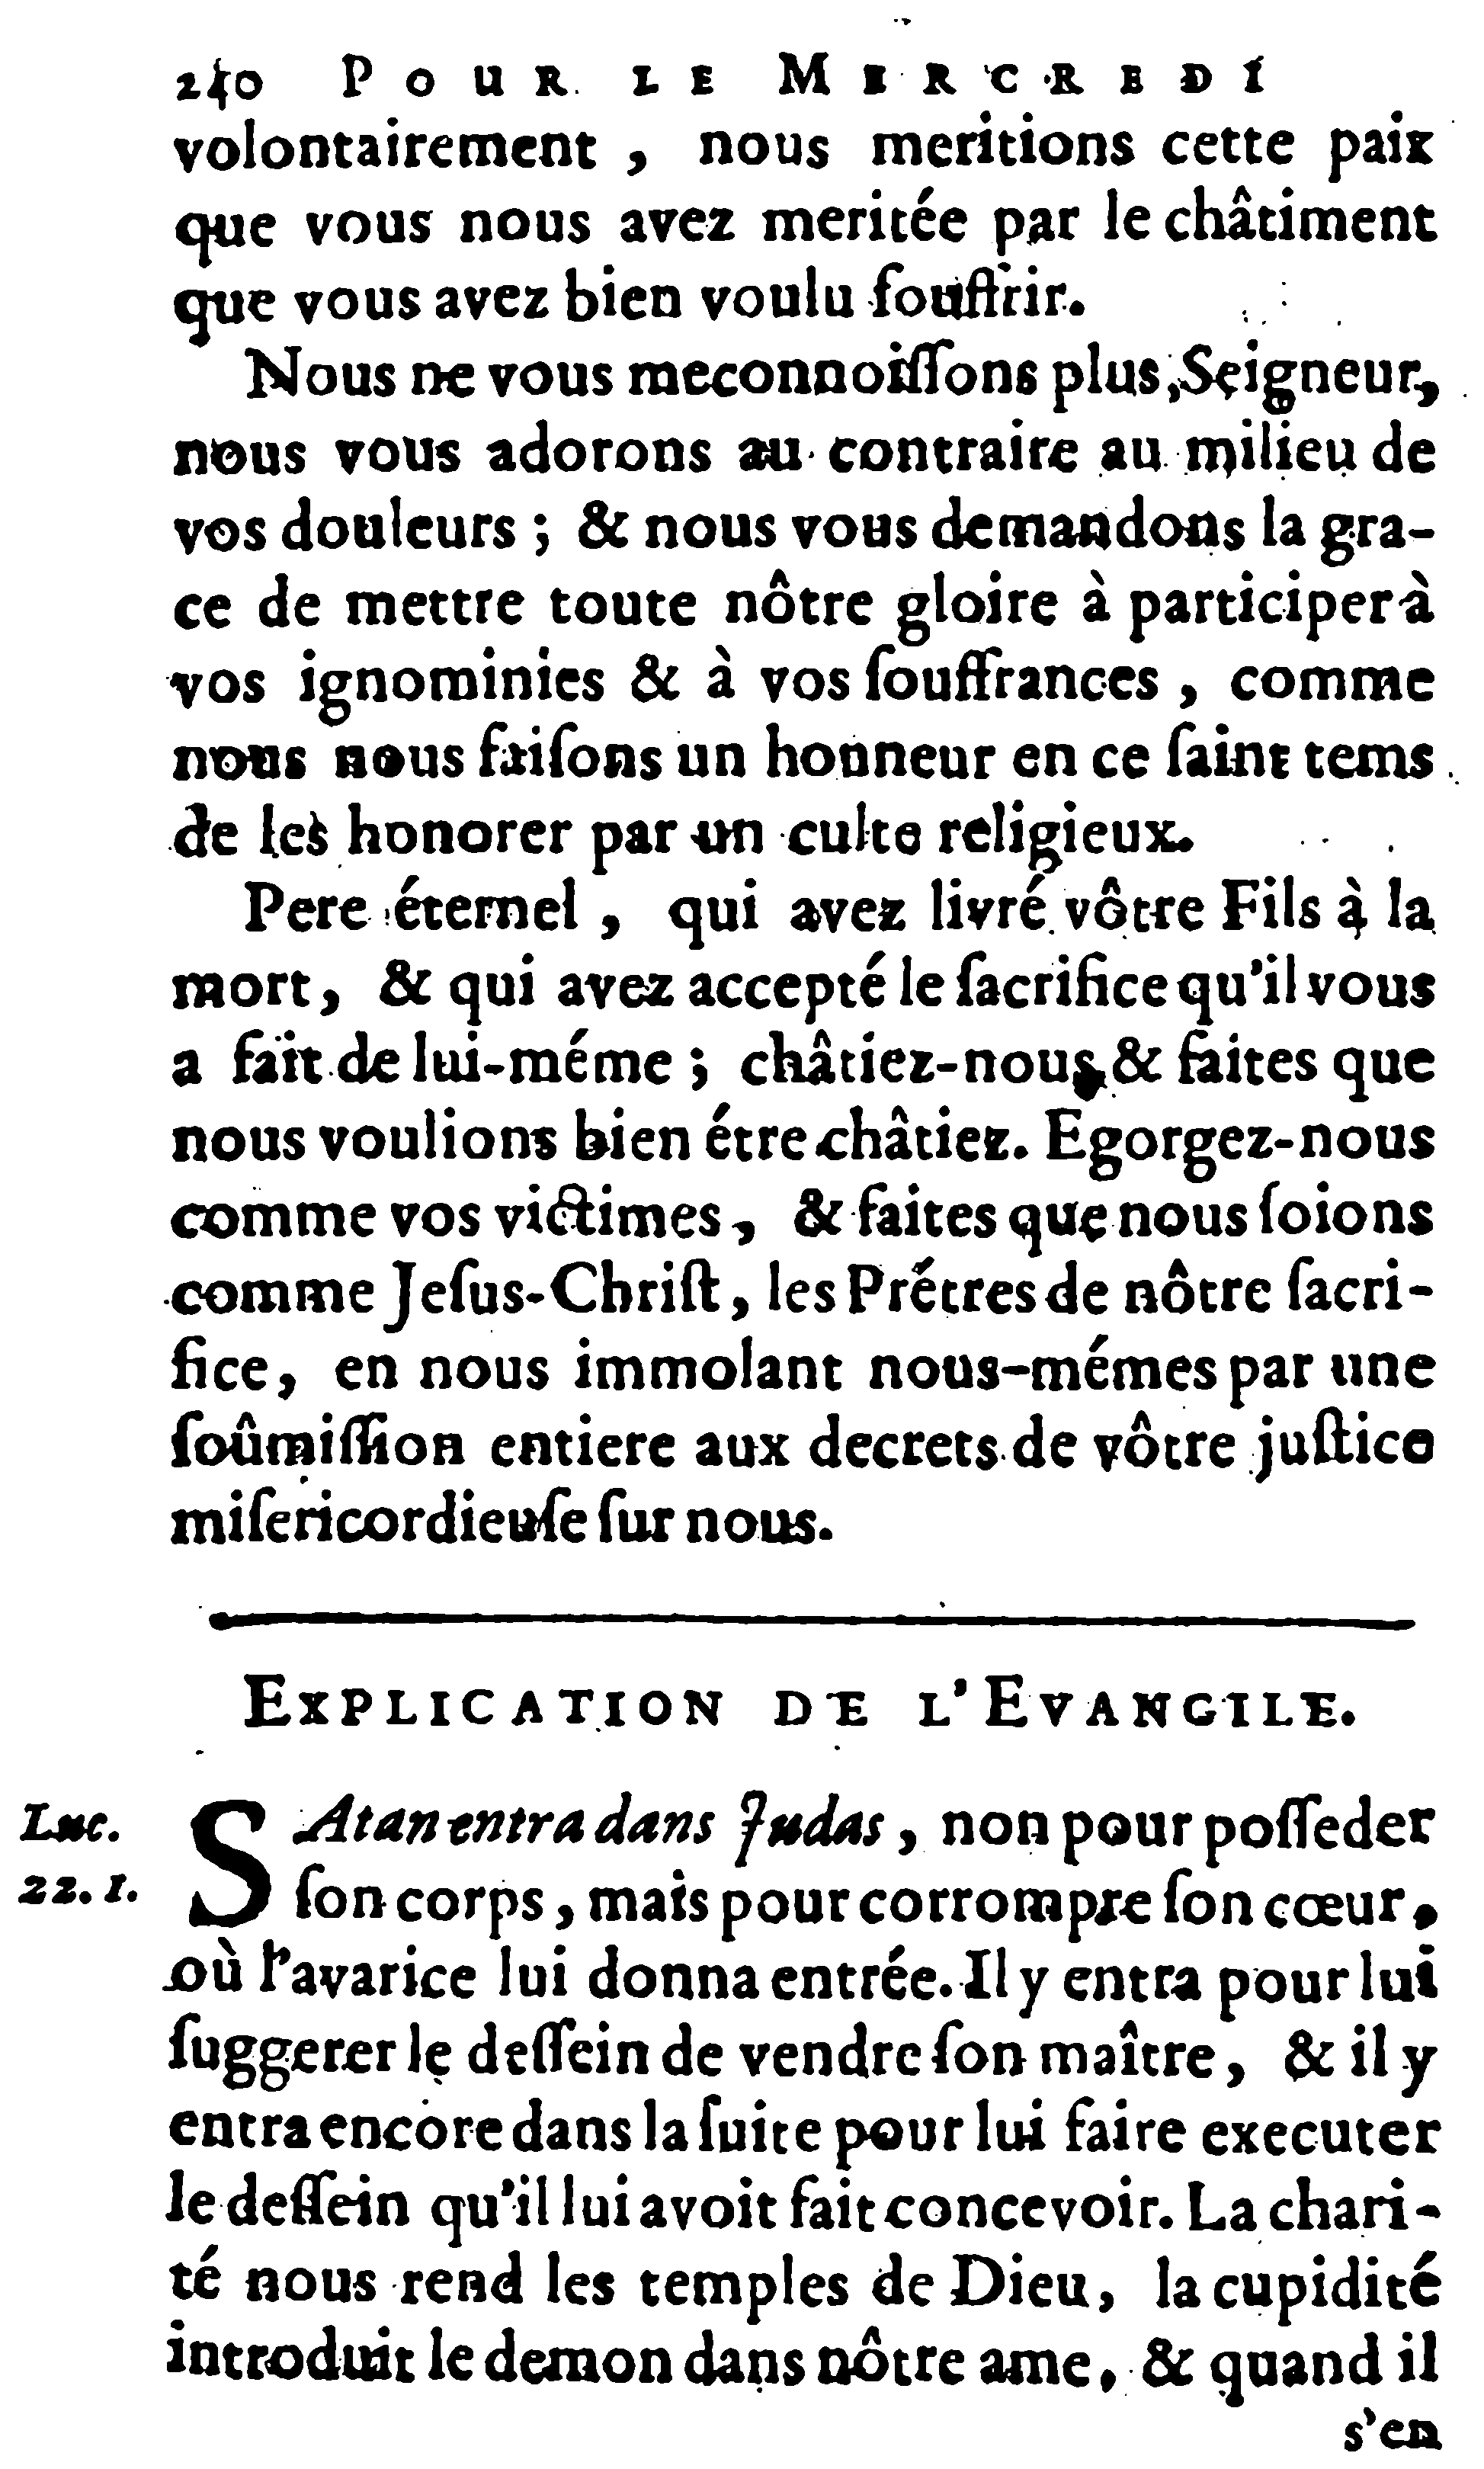 240 POUR LE MERCREDI
volontairement , nous meritions cette paix
que vous nous avez meritée par le châtiment
que vous avez bien voulu ſouffrir.
Nous ne vous meconnoiſſons plus, Seigneur,
nous vous adorons au contraire au milieu de
vos douleurs ; & nous vous demandons la gra-
ce de mettre toute nôtre gloire à participer à
vos ignominies & à vos ſouffrances , comme
nous nous faiſons un honneur en ce ſaint tems
de les honorer par un culte religieux.
Pere éternel , qui avez livré vôtre Fils à la
mort, & qui avez accepté le ſacrifice qu'il vous
a fait de lui-méme ; châtiez-nous & faites que
nous voulions bien étre châtiez. Egorgez-nous
comme vos victimes, & faites que nous ſoions
comme Jeſus-Chriſt, les Prétres de nôtre ſacri-
fice, en nous immolant nous-mémes par une
ſoûmiſſion entiere aux decrets de vôtre juſtice
miſericordieuſe ſur nous.
EXPLICATION DE L'EVANGILE.
Luc.
22. 1.
SAtan entra dans Judas , non pour poſſeder
ſon corps, mais pour corrompre ſon cœur,
où l'avarice lui donna entrée. Il y entra pour lui
ſuggerer le deſſein de vendre ſon maître, & il y
entra encore dans la ſuite pour lui faire executer
le deſſein qu'il lui avoit fait concevoir. La chari-
té nous rend les temples de Dieu, la cupidité
introduit le demon dans nôtre ame, & quand il
s'en